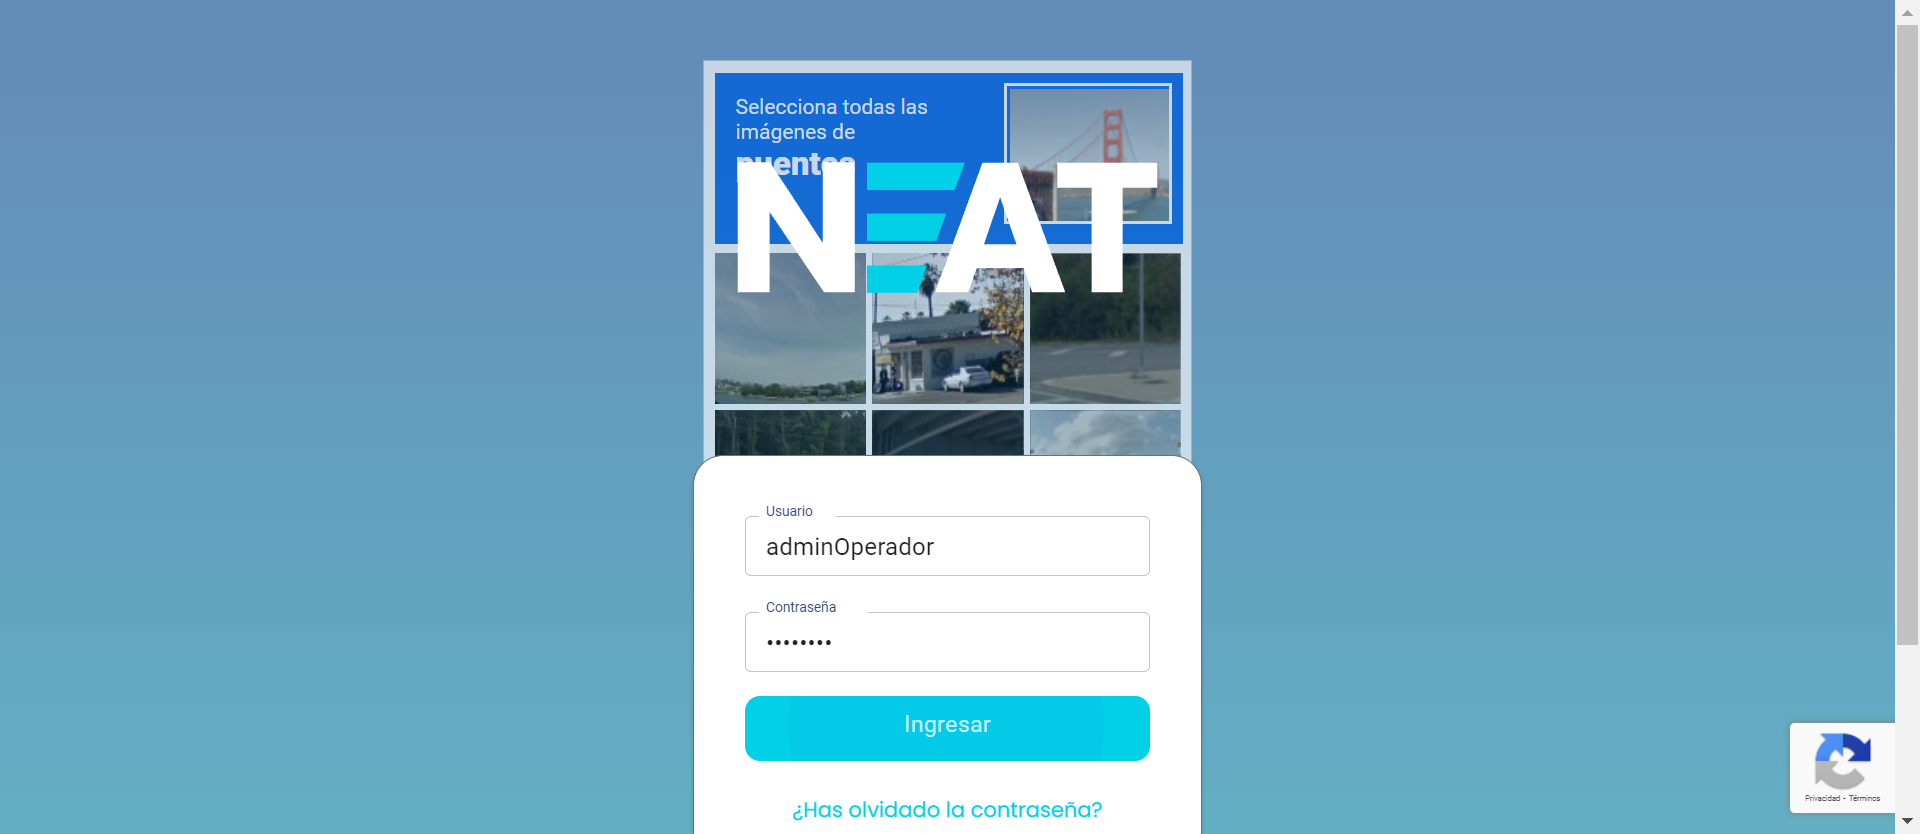 Selecciona todas las
imágenes de
puentes
NEAT
Usuario
adminOperador
Contraseña
••••••••
Ingresar
¿Has olvidado la contraseña?
Privacidad - Términos